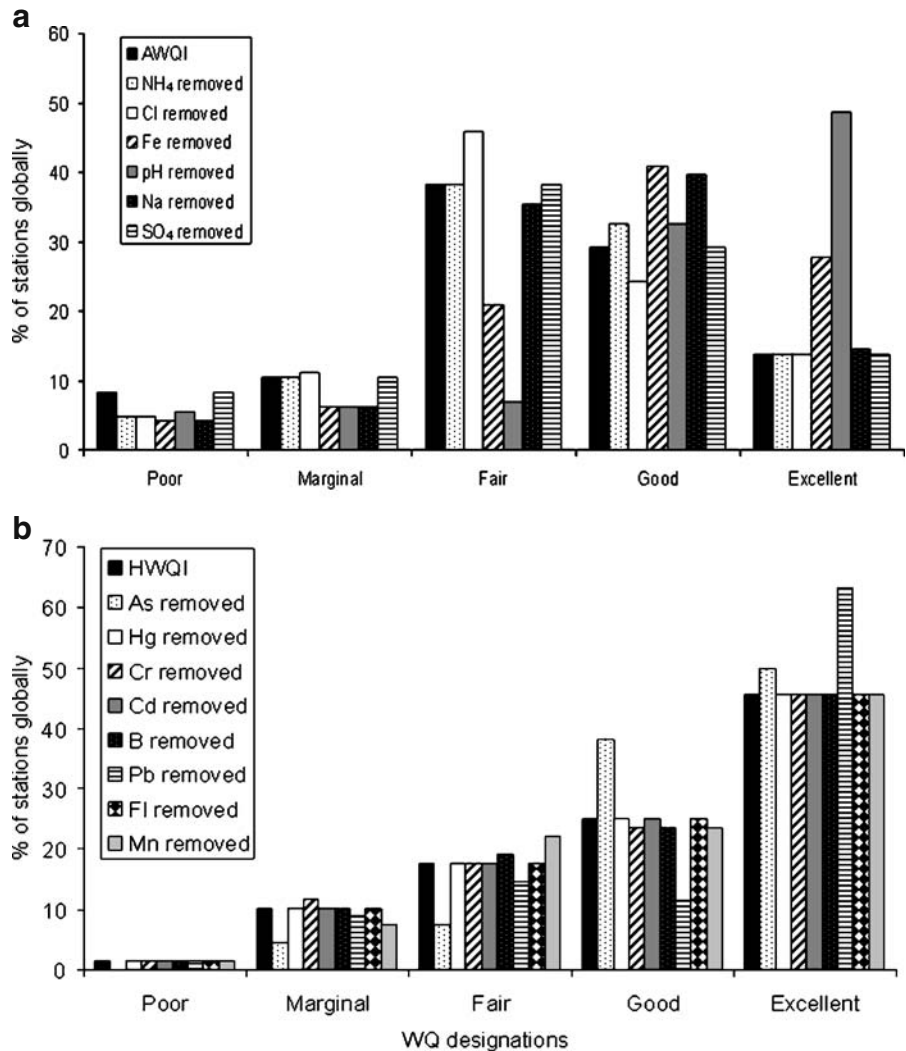 a
60
50
40
30
20
10
0
% of stations globally
AWQI
NH₄ removed
Cl removed
Fe removed
pH removed
Na removed
SO₄ removed
Poor
Marginal
Fair
Good
Excellent
b
70
60
50
40
30
20
10
0
% of stations globally
HWQI
As removed
Hg removed
Cr removed
Cd removed
B removed
Pb removed
Fl removed
Mn removed
Poor
Marginal
Fair
Good
Excellent
WQ designations